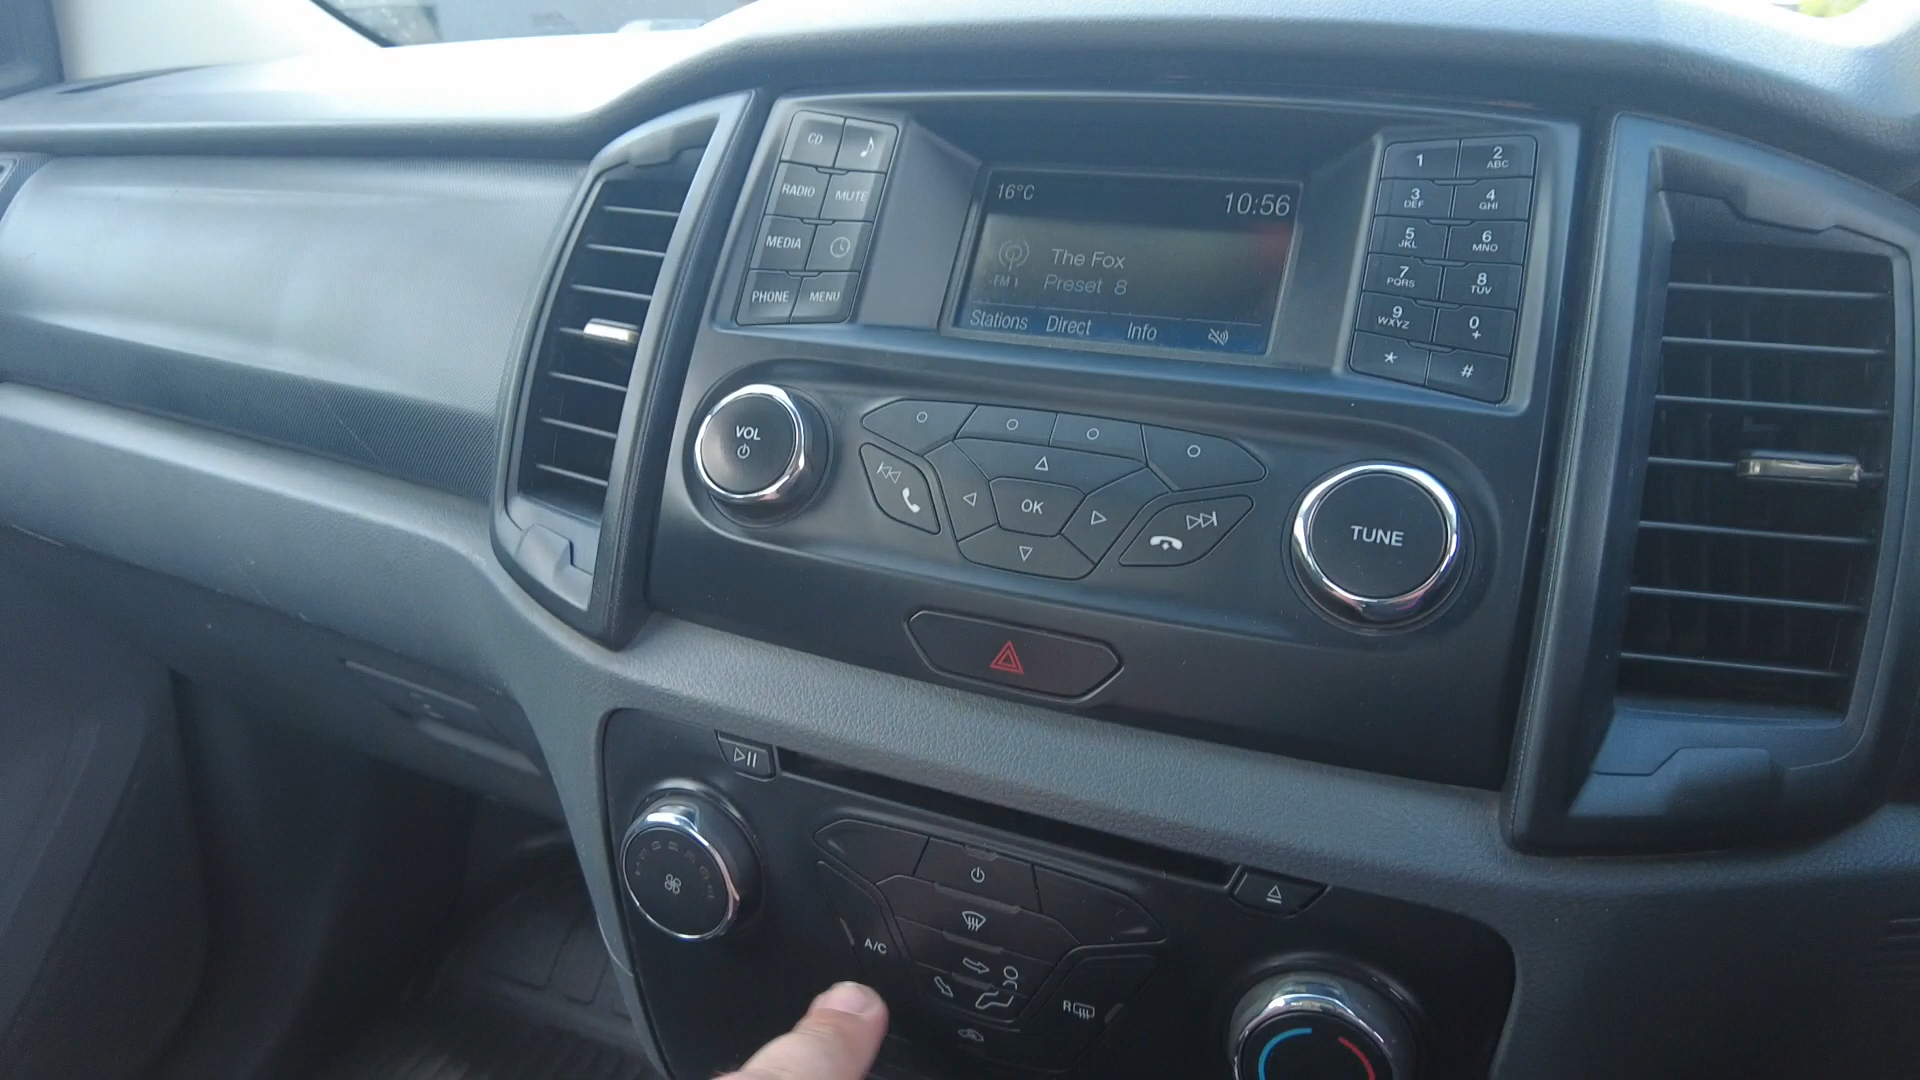 CD
RADIO
MUTE
MEDIA
PHONE
MENU
16°C
10:56
The Fox
FM 1
Preset 8
Stations
Direct
Info
1
2
ABC
3
DEF
4
GHI
5
JKL
6
MNO
7
PQRS
8
TUV
9
WXYZ
0
+
*
#
VOL
OK
TUNE
A/C
R